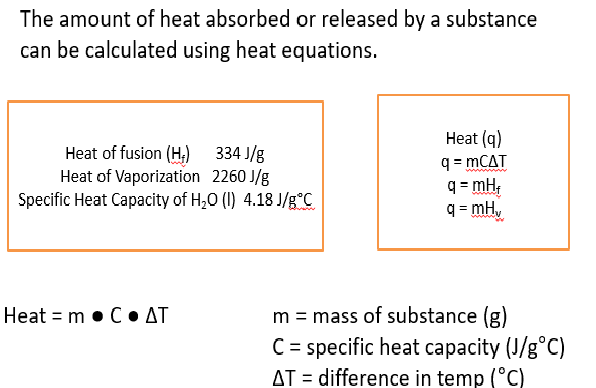 The amount of heat absorbed or released by a substance
can be calculated using heat equations.
Heat of fusion (Hf) 334 J/g
Heat of Vaporization 2260 J/g
Specific Heat Capacity of H₂O (l) 4.18 J/g°C
Heat (q)
q = mCΔT
q = mHf
q = mHv
Heat = m ● C ● ΔT
m = mass of substance (g)
C = specific heat capacity (J/g°C)
ΔT = difference in temp (°C)